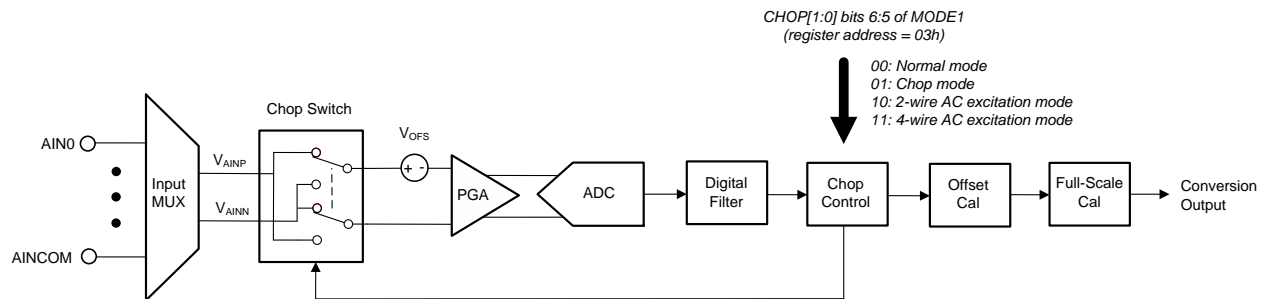 CHOP[1:0] bits 6:5 of MODE1
(register address = 03h)
00: Normal mode
01: Chop mode
10: 2-wire AC excitation mode
11: 4-wire AC excitation mode
Chop Switch
AIN0
AINCOM
Input
MUX
VAINP
VAINN
VOFS
+ -
PGA
ADC
Digital
Filter
Chop
Control
Offset
Cal
Full-Scale
Cal
Conversion
Output